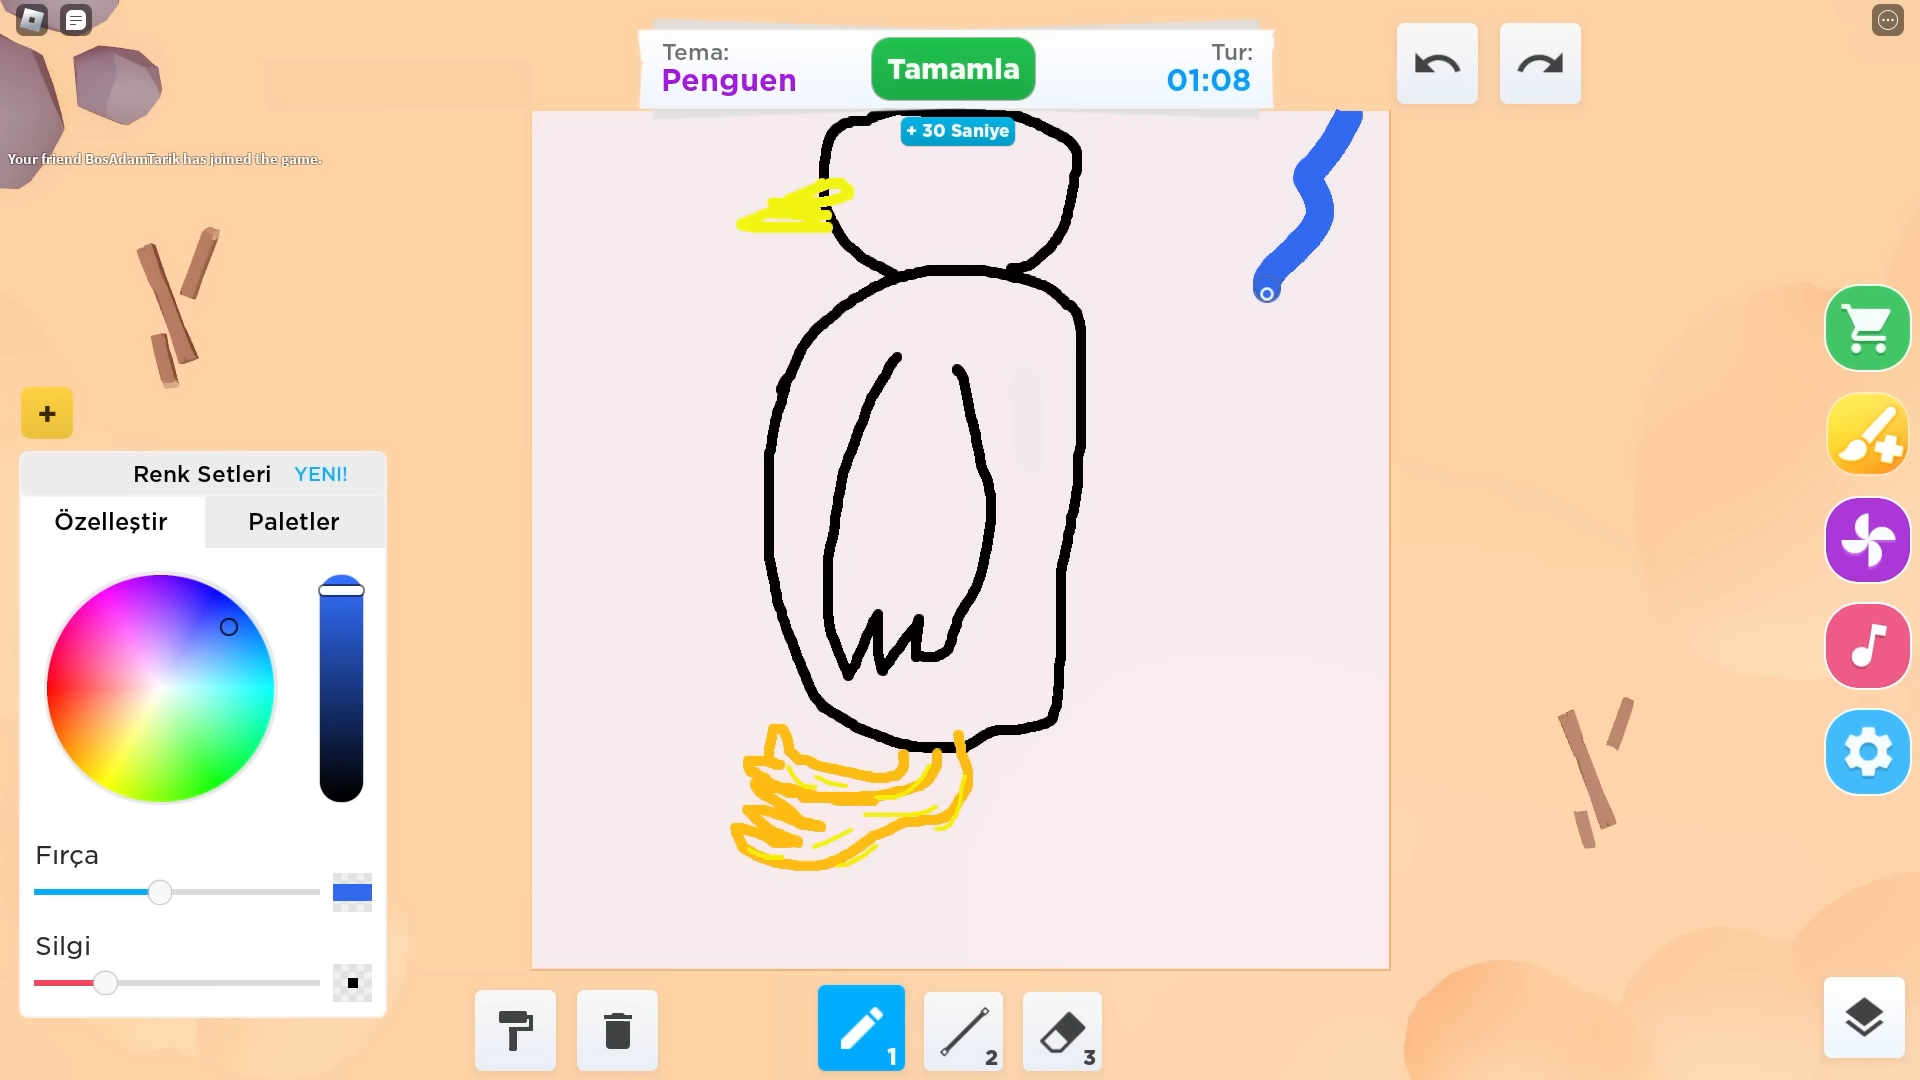 Tema:
Penguen
Tamamla
Tur:
01:08
+ 30 Saniye
Your friend BosAdamTarik has joined the game.
+
Renk Setleri YENI!
Özelleştir
Paletler
Fırça
Silgi
1
2
3